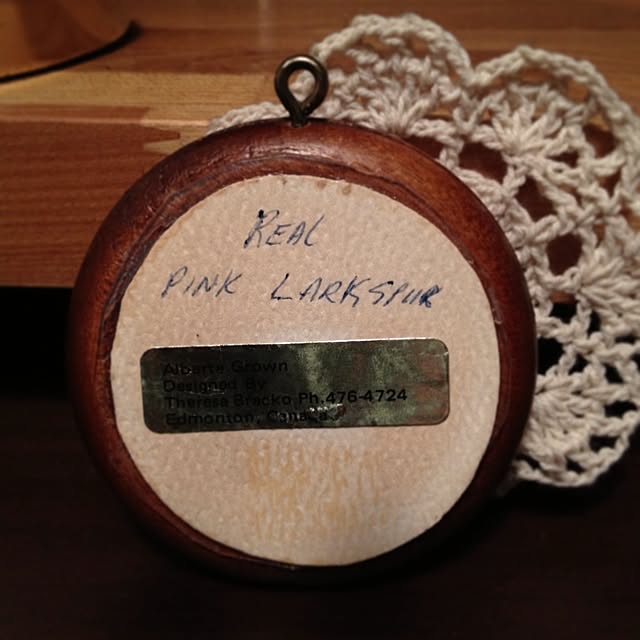 REAL
PINK LARKSPUR
Alberta Grown
Designed By
Theresa Bracko Ph.476-4724
Edmonton, Canada